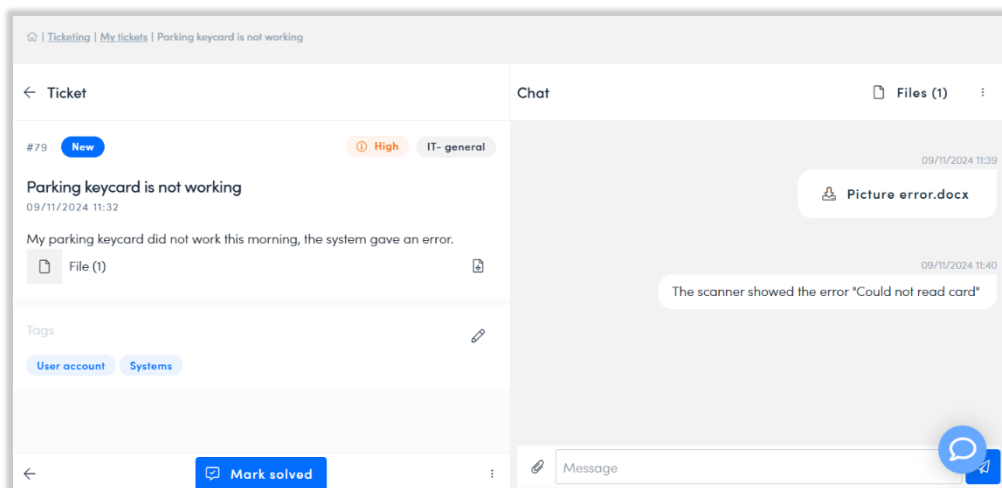 | Ticketing | My tickets | Parking keycard is not working
Ticket
#79 New High IT- general
Parking keycard is not working
09/11/2024 11:32
My parking keycard did not work this morning, the system gave an error.
File (1)
Tags
User account Systems
Mark solved
Chat Files (1)
09/11/2024 11:39
Picture error.docx
09/11/2024 11:40
The scanner showed the error "Could not read card"
Message